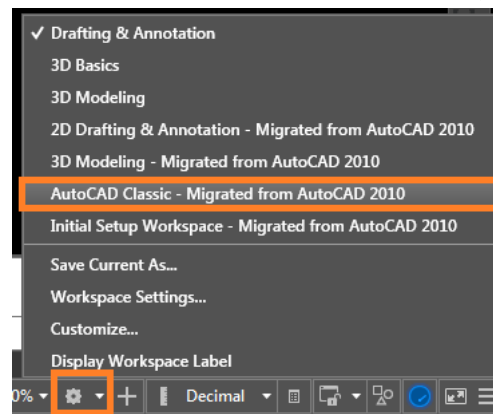 ✓ Drafting & Annotation
3D Basics
3D Modeling
2D Drafting & Annotation - Migrated from AutoCAD 2010
3D Modeling - Migrated from AutoCAD 2010
AutoCAD Classic - Migrated from AutoCAD 2010
Initial Setup Workspace - Migrated from AutoCAD 2010
Save Current As...
Workspace Settings...
Customize...
Display Workspace Label
0% Decimal